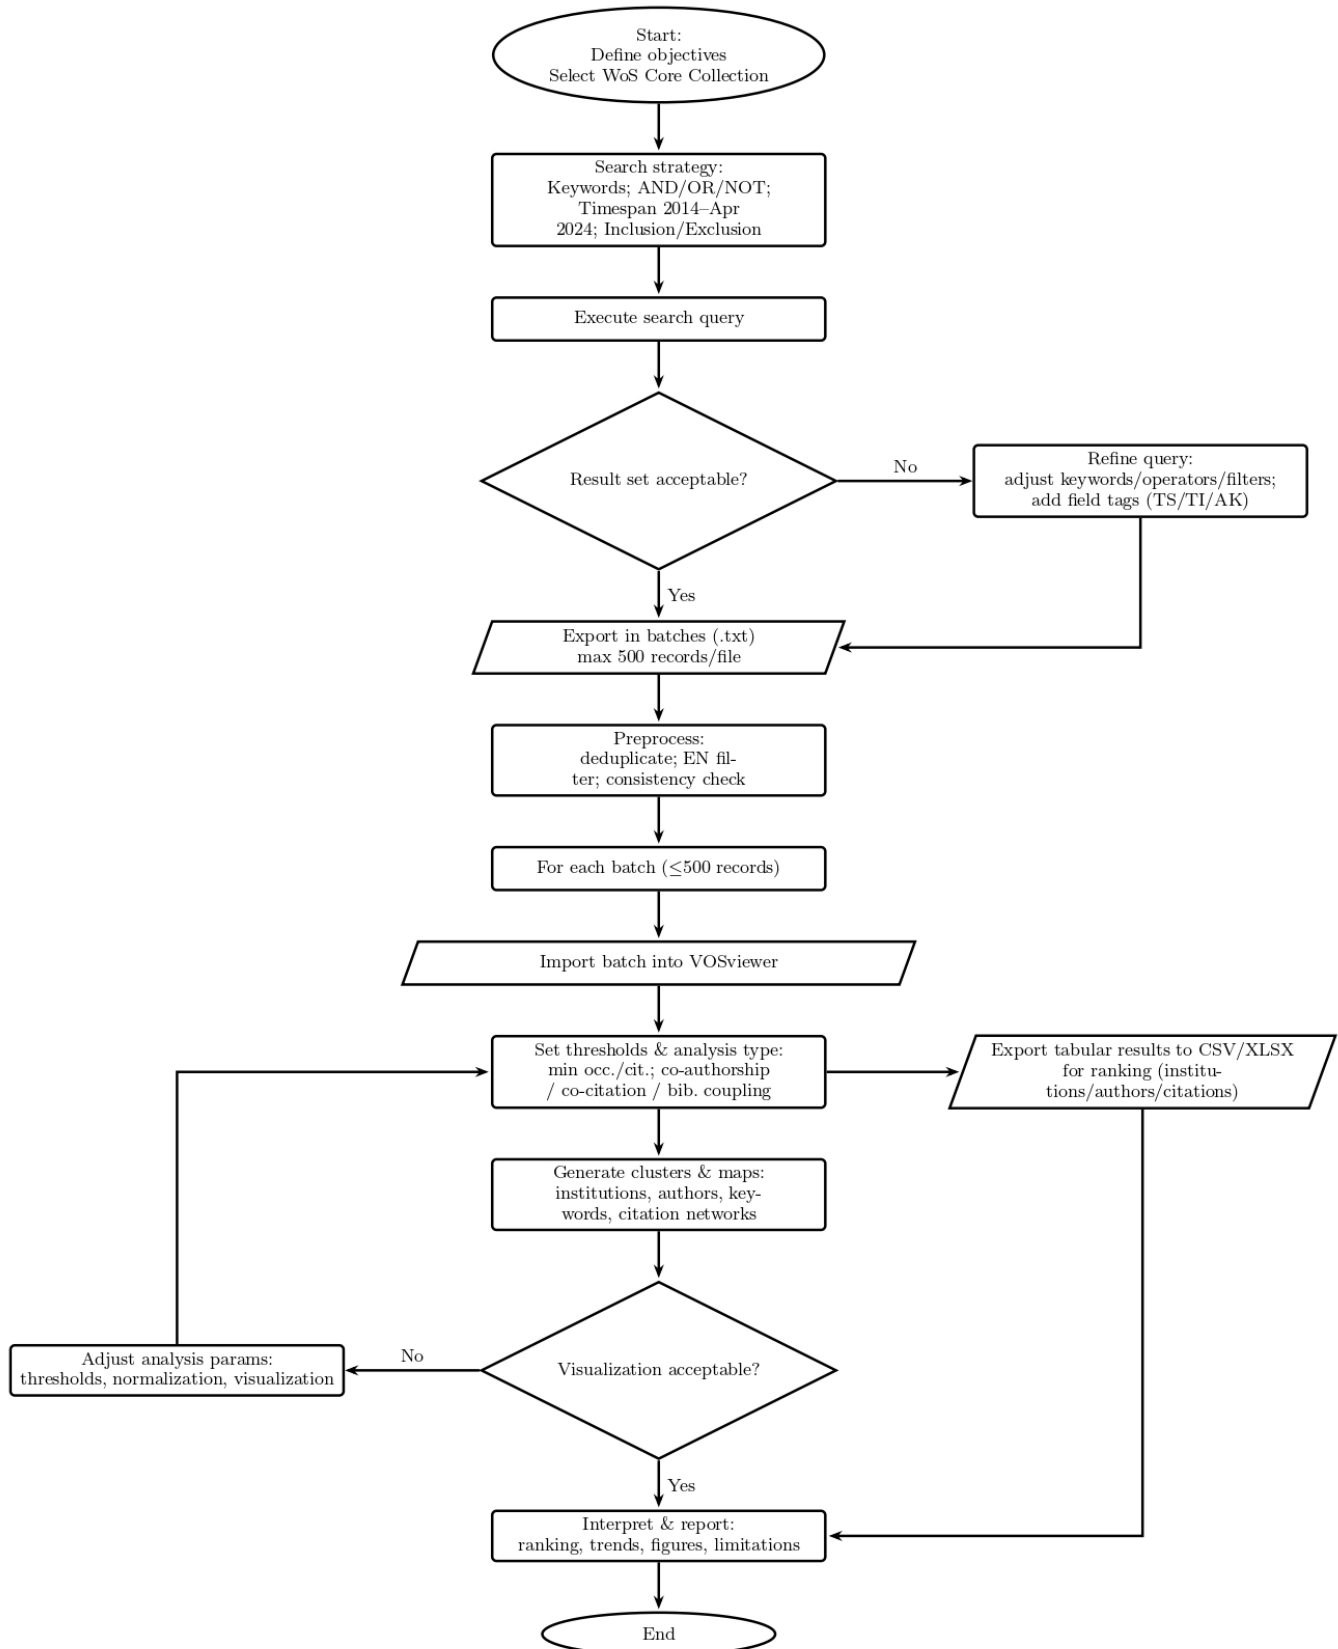 Start:
Define objectives
Select WoS Core Collection
Search strategy:
Keywords; AND/OR/NOT;
Timespan 2014–Apr
2024; Inclusion/Exclusion
Execute search query
Result set acceptable?
No
Refine query:
adjust keywords/operators/filters;
add field tags (TS/TI/AK)
Yes
Export in batches (.txt)
max 500 records/file
Preprocess:
deduplicate; EN fil-
ter; consistency check
For each batch (≤500 records)
Import batch into VOSviewer
Set thresholds & analysis type:
min occ./cit.; co-authorship
/ co-citation / bib. coupling
Export tabular results to CSV/XLSX
for ranking (institu-
tions/authors/citations)
Generate clusters & maps:
institutions, authors, key-
words, citation networks
Visualization acceptable?
No
Adjust analysis params:
thresholds, normalization, visualization
Yes
Interpret & report:
ranking, trends, figures, limitations
End